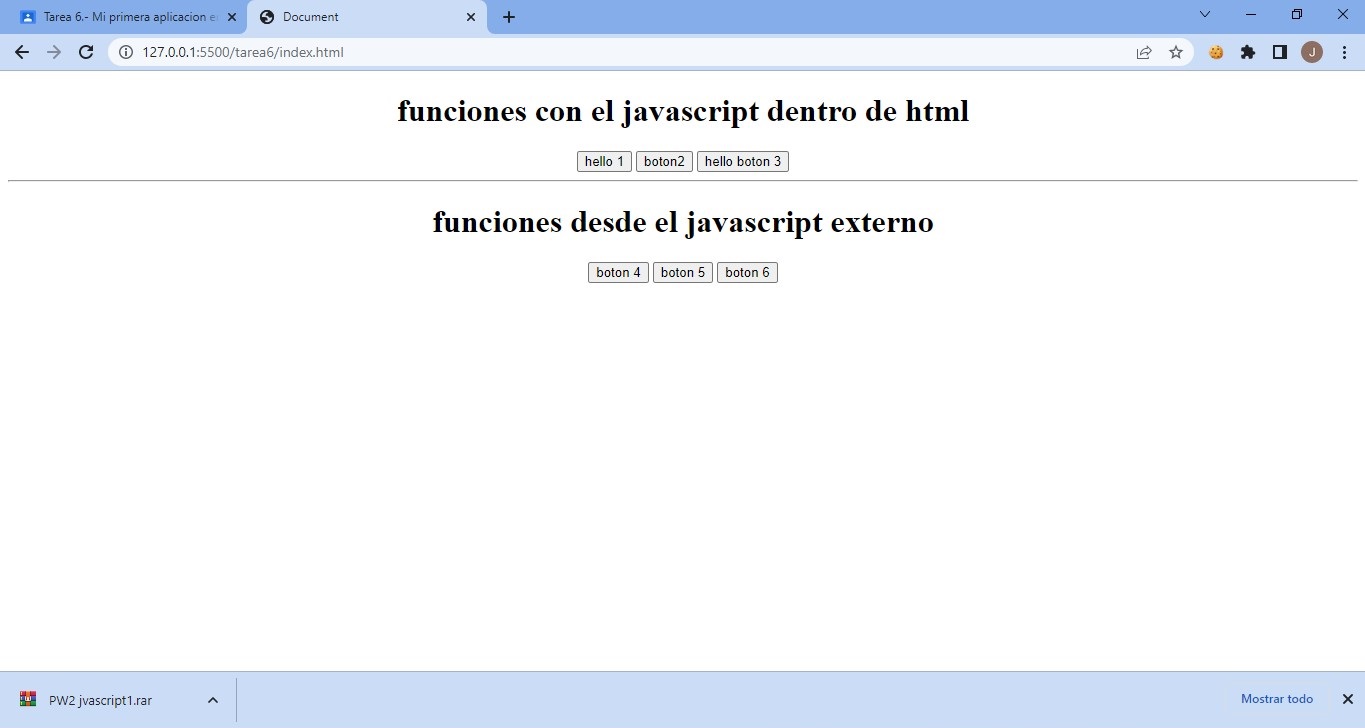 Tarea 6.- Mi primera aplicacion e
Document
127.0.0.1:5500/tarea6/index.html
J
funciones con el javascript dentro de html
hello 1 boton2 hello boton 3
funciones desde el javascript externo
boton 4 boton 5 boton 6
PW2 jvascript1.rar
Mostrar todo